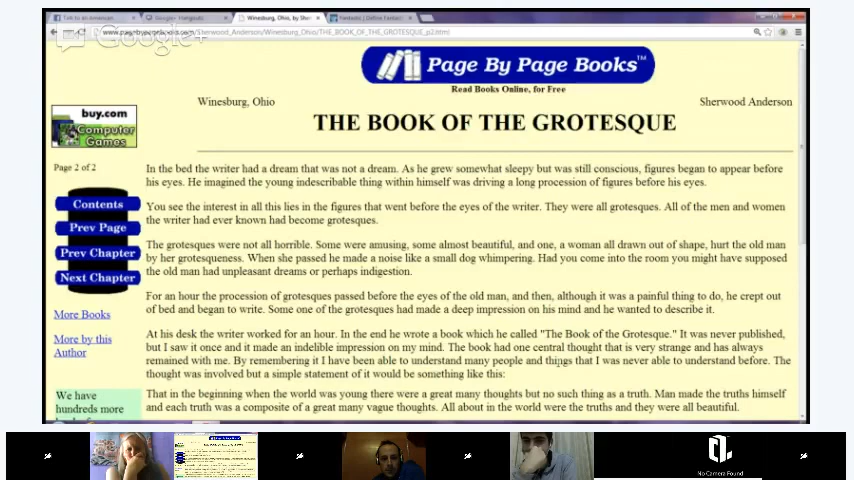 Talk to an American
Google+ Hangouts
Winesburg, Ohio, by Sher
Fantastic | Define Fantast
Google+
Sherwood_Anderson/Winesburg_Ohio/THE_BOOK_OF_THE_GROTESQUE_p2.html
Page By Page Books™
Read Books Online, for Free
Winesburg, Ohio
Sherwood Anderson
THE BOOK OF THE GROTESQUE
buy.com
Computer
Games
Page 2 of 2
Contents
Prev Page
Prev Chapter
Next Chapter
More Books
More by this
Author
We have
hundreds more
In the bed the writer had a dream that was not a dream. As he grew somewhat sleepy but was still conscious, figures began to appear before
his eyes. He imagined the young indescribable thing within himself was driving a long procession of figures before his eyes.
You see the interest in all this lies in the figures that went before the eyes of the writer. They were all grotesques. All of the men and women
the writer had ever known had become grotesques.
The grotesques were not all horrible. Some were amusing, some almost beautiful, and one, a woman all drawn out of shape, hurt the old man
by her grotesqueness. When she passed he made a noise like a small dog whimpering. Had you come into the room you might have supposed
the old man had unpleasant dreams or perhaps indigestion.
For an hour the procession of grotesques passed before the eyes of the old man, and then, although it was a painful thing to do, he crept out
of bed and began to write. Some one of the grotesques had made a deep impression on his mind and he wanted to describe it.
At his desk the writer worked for an hour. In the end he wrote a book which he called "The Book of the Grotesque." It was never published,
but I saw it once and it made an indelible impression on my mind. The book had one central thought that is very strange and has always
remained with me. By remembering it I have been able to understand many people and things that I was never able to understand before. The
thought was involved but a simple statement of it would be something like this:
That in the beginning when the world was young there were a great many thoughts but no such thing as a truth. Man made the truths himself
and each truth was a composite of a great many vague thoughts. All about in the world were the truths and they were all beautiful.
No Camera Found